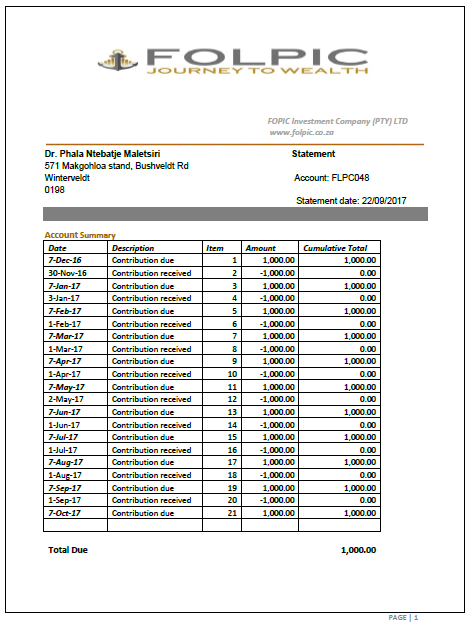 FOLPIC
JOURNEY TO WEALTH
FOPIC Investment Company (PTY) LTD
www.folpic.co.za
Dr. Phala Ntebatje Maletsiri Statement
571 Makgohloa stand, Bushveldt Rd
Winterveldt Account: FLPC048
0198
Statement date: 22/09/2017
Account Summary
Date Description Item Amount Cumulative Total
7-Dec-16 Contribution due 1 1,000.00 1,000.00
30-Nov-16 Contribution received 2 -1,000.00 0.00
7-Jan-17 Contribution due 3 1,000.00 1,000.00
3-Jan-17 Contribution received 4 -1,000.00 0.00
7-Feb-17 Contribution due 5 1,000.00 1,000.00
1-Feb-17 Contribution received 6 -1,000.00 0.00
7-Mar-17 Contribution due 7 1,000.00 1,000.00
1-Mar-17 Contribution received 8 -1,000.00 0.00
7-Apr-17 Contribution due 9 1,000.00 1,000.00
1-Apr-17 Contribution received 10 -1,000.00 0.00
7-May-17 Contribution due 11 1,000.00 1,000.00
2-May-17 Contribution received 12 -1,000.00 0.00
7-Jun-17 Contribution due 13 1,000.00 1,000.00
1-Jun-17 Contribution received 14 -1,000.00 0.00
7-Jul-17 Contribution due 15 1,000.00 1,000.00
1-Jul-17 Contribution received 16 -1,000.00 0.00
7-Aug-17 Contribution due 17 1,000.00 1,000.00
1-Aug-17 Contribution received 18 -1,000.00 0.00
7-Sep-17 Contribution due 19 1,000.00 1,000.00
1-Sep-17 Contribution received 20 -1,000.00 0.00
7-Oct-17 Contribution due 21 1,000.00 1,000.00
Total Due 1,000.00
PAGE | 1